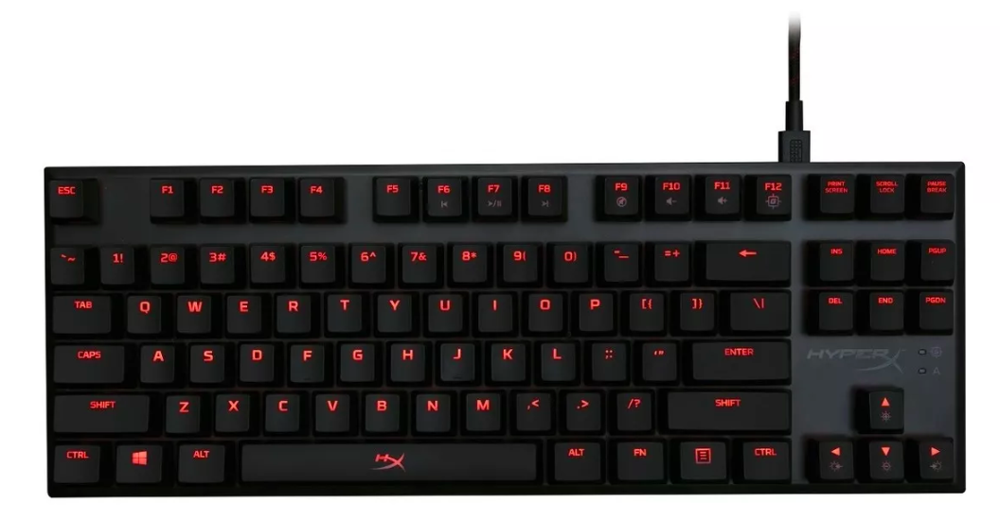 ESC F1 F2 F3 F4 F5 F6 F7 F8 F9 F10 F11 F12 PRINT SCREEN SCROLL LOCK PAUSE BREAK
`~ 1! 2@ 3# 4$ 5% 6^ 7& 8* 9( 0) -_ =+ ← INS HOME PGUP
TAB Q W E R T Y U I O P [{ ]} \| DEL END PGDN
CAPS A S D F G H J K L ;: '" ENTER HYPERX A
SHIFT Z X C V B N M ,< .> /? SHIFT
CTRL ALT HX ALT FN CTRL